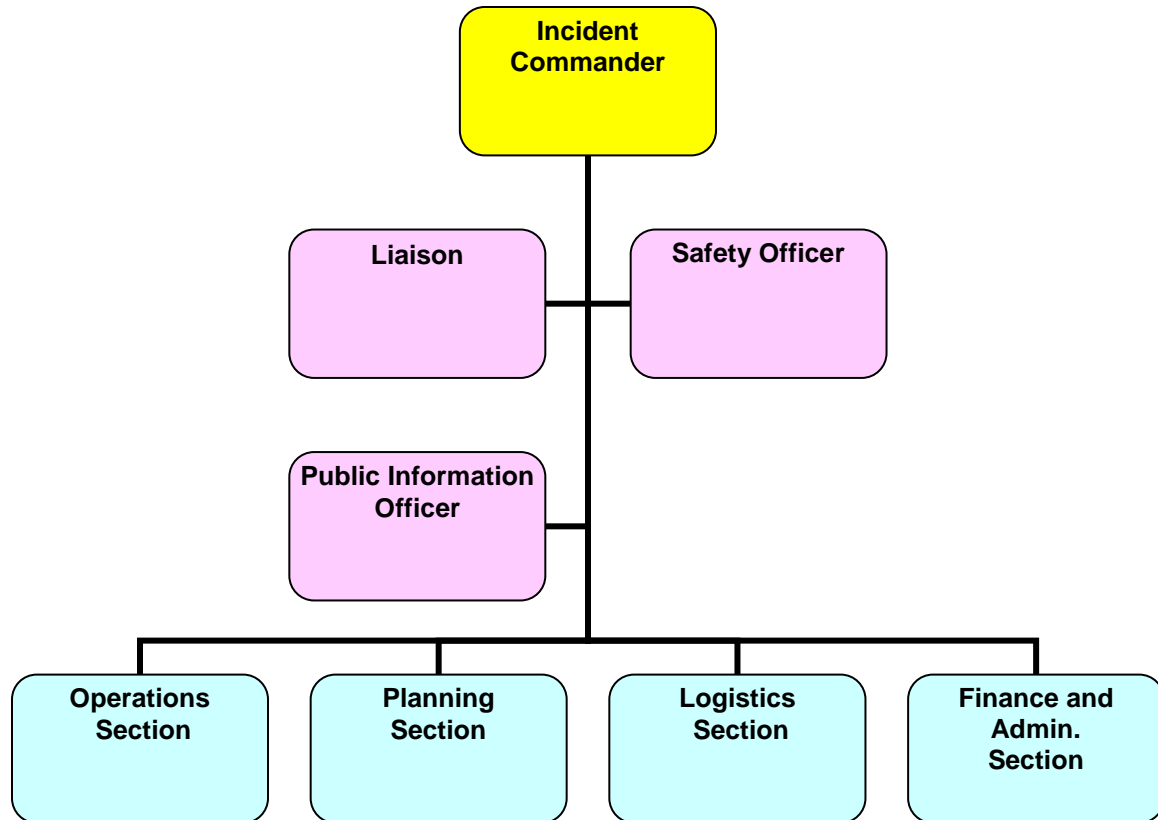 Incident
Commander
Liaison
Safety Officer
Public Information
Officer
Operations
Section
Planning
Section
Logistics
Section
Finance and
Admin.
Section